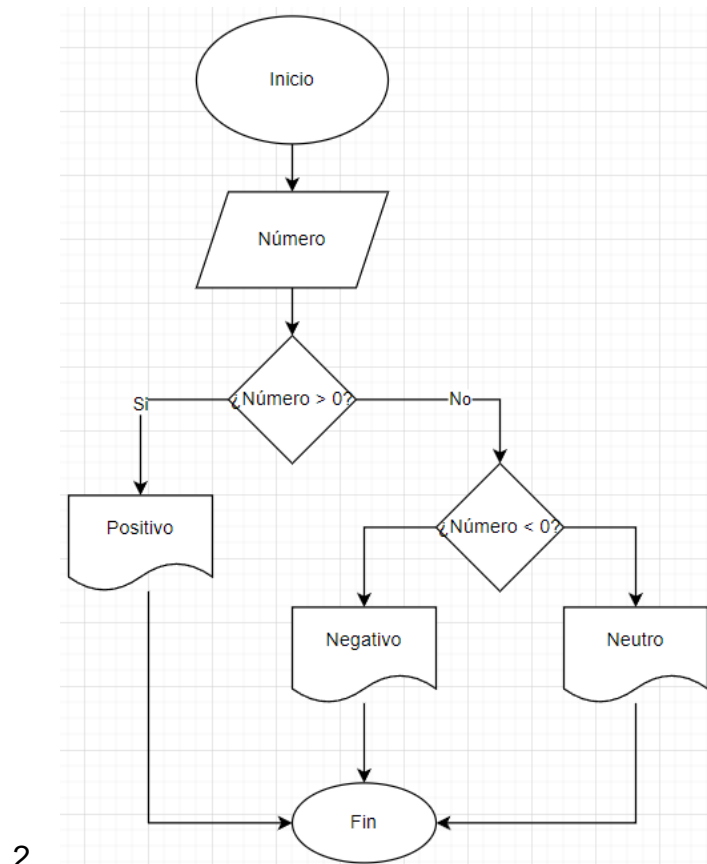 Inicio
Número
¿Número > 0?
Si
No
¿Número < 0?
Positivo
Negativo
Neutro
Fin
2